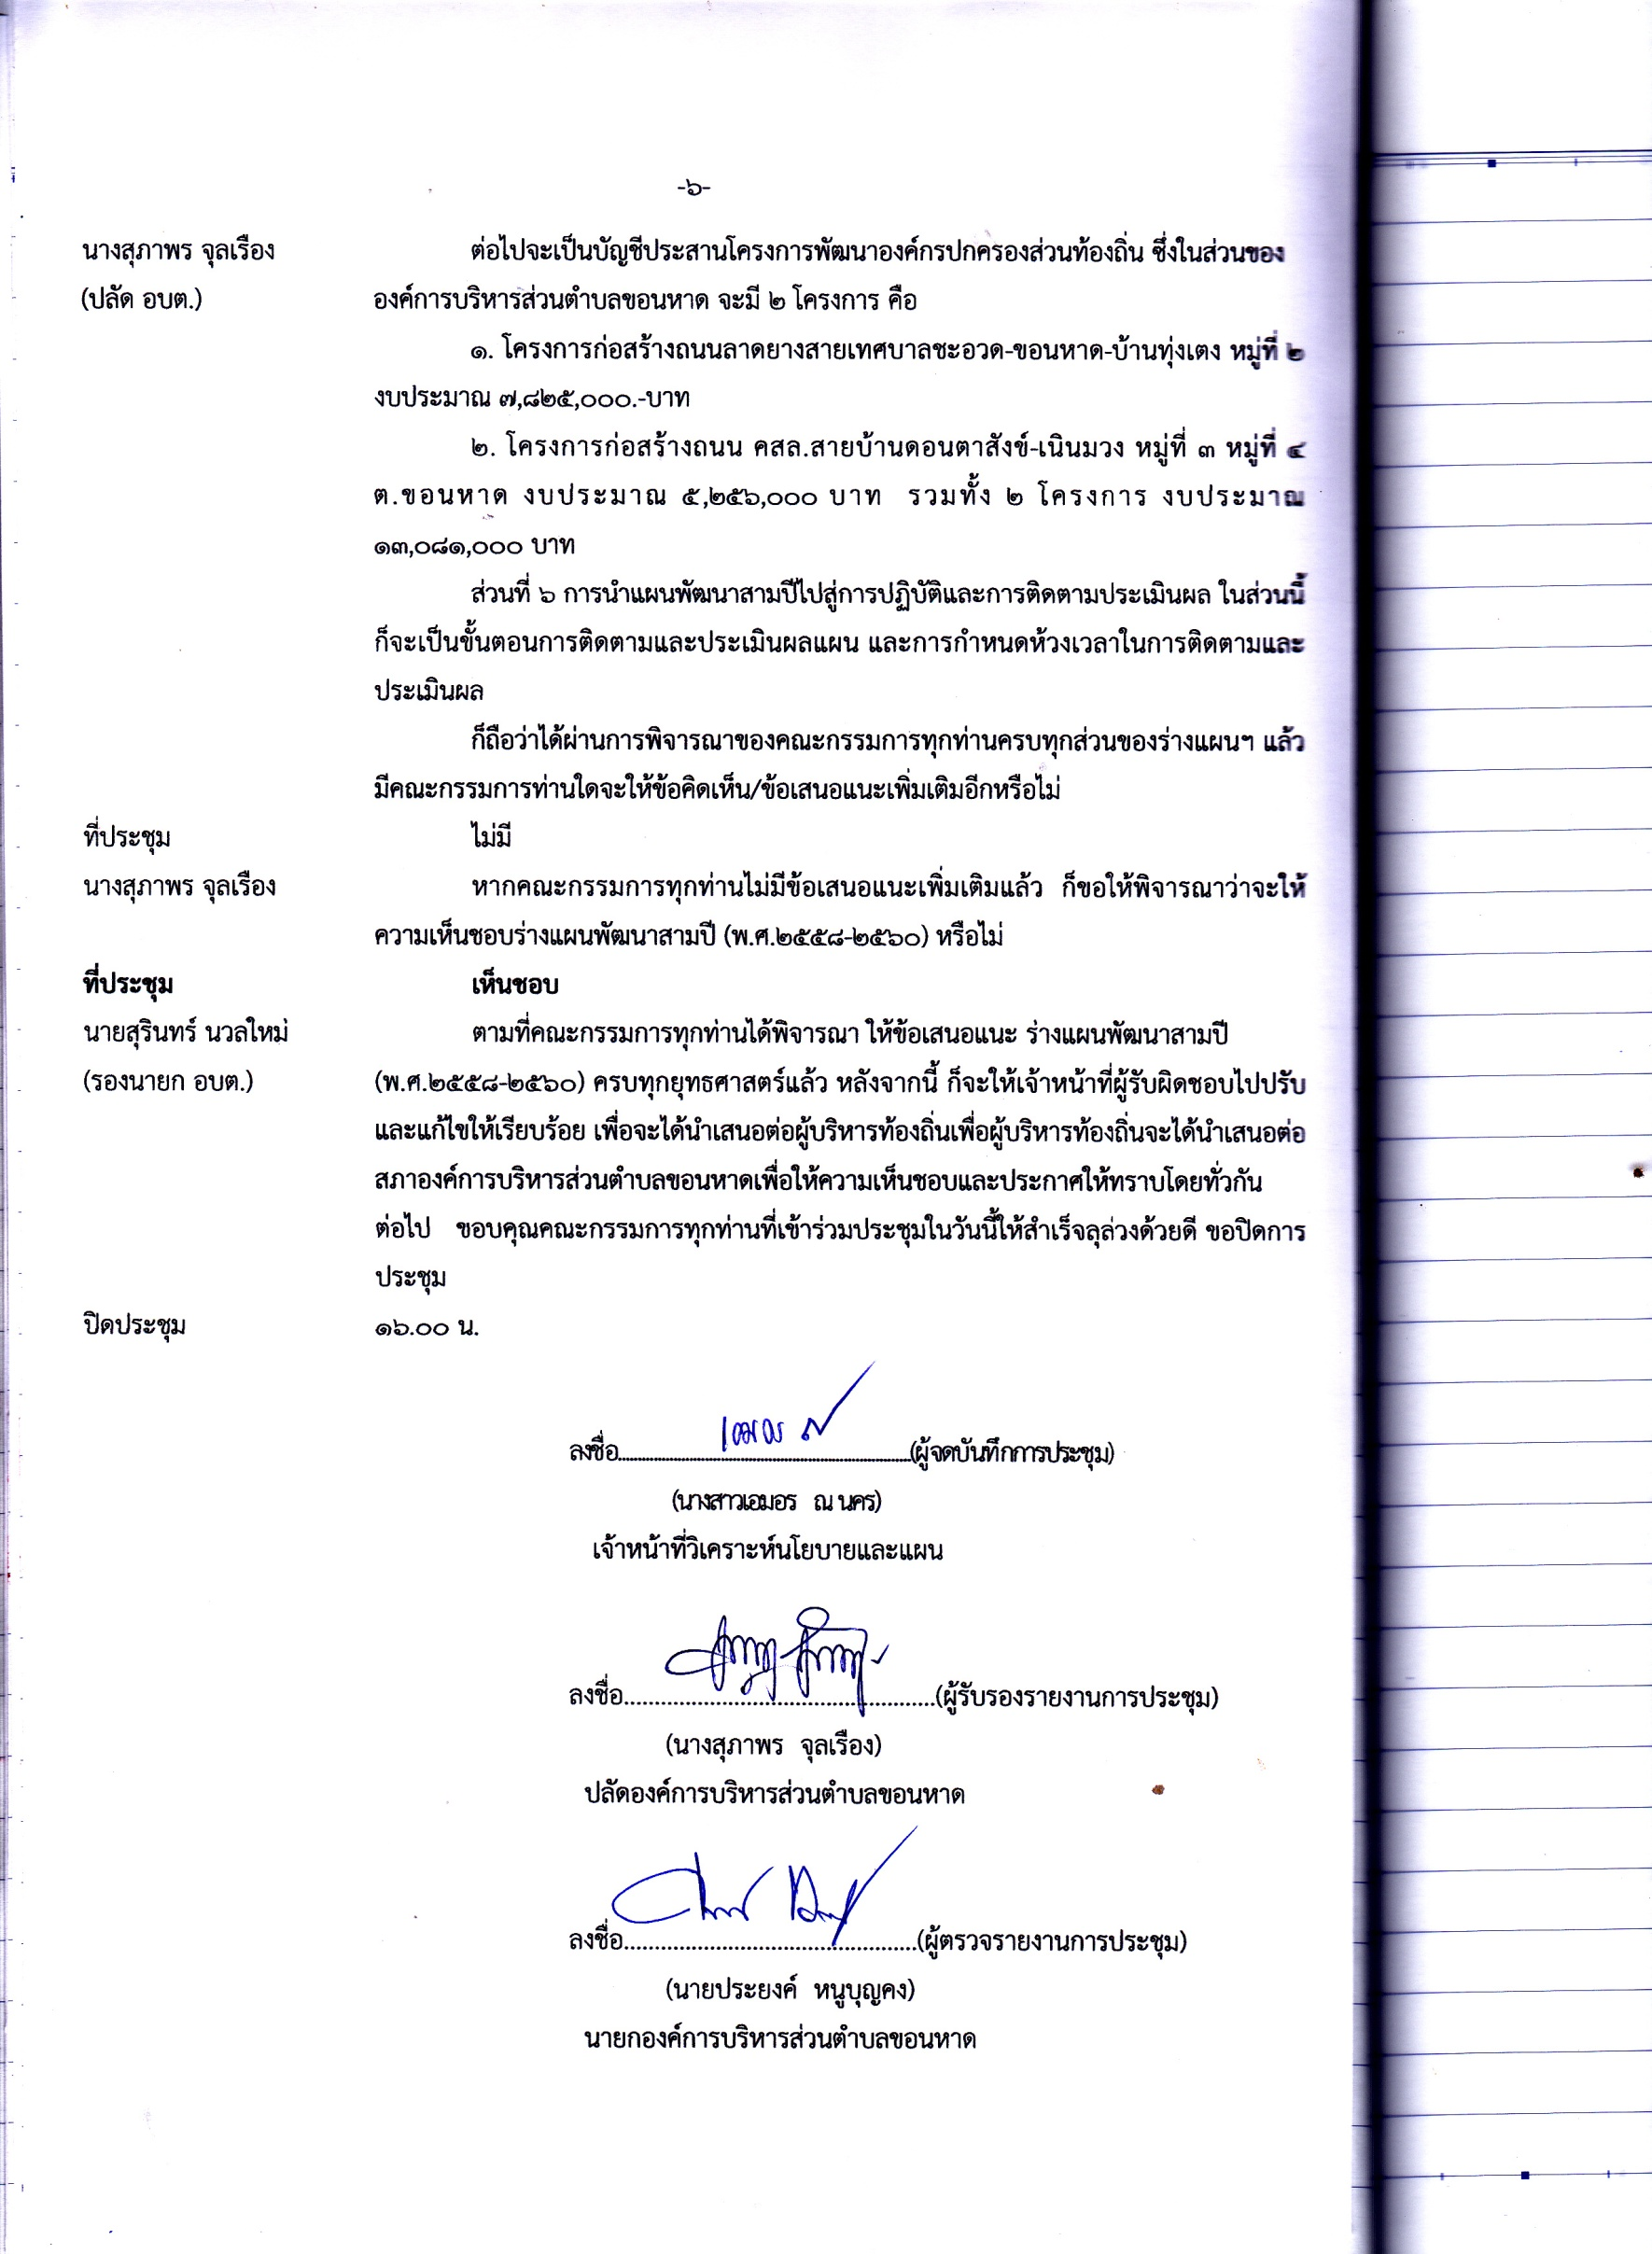 -๖-
นางสุภาพร จุลเรือง ต่อไปจะเป็นบัญชีประสานโครงการพัฒนาองค์กรปกครองส่วนท้องถิ่น ซึ่งในส่วนของ
(ปลัด อบต.) องค์การบริหารส่วนตำบลขอนหาด จะมี ๒ โครงการ คือ
๑. โครงการก่อสร้างถนนลาดยางสายเทศบาลชะอวด-ขอนหาด-บ้านทุ่งเตง หมู่ที่ ๒
งบประมาณ ๗,๘๒๕,๐๐๐.-บาท
๒. โครงการก่อสร้างถนน คสล.สายบ้านดอนตาสังข์-เนินมวง หมู่ที่ ๓ หมู่ที่ ๔
ต.ขอนหาด งบประมาณ ๕,๒๕๖,๐๐๐ บาท รวมทั้ง ๒ โครงการ งบประมาณ
๑๓,๐๘๑,๐๐๐ บาท
ส่วนที่ ๖ การนำแผนพัฒนาสามปีไปสู่การปฏิบัติและการติดตามประเมินผล ในส่วนนี้
ก็จะเป็นขั้นตอนการติดตามและประเมินผลแผน และการกำหนดห้วงเวลาในการติดตามและ
ประเมินผล
ก็ถือว่าได้ผ่านการพิจารณาของคณะกรรมการทุกท่านครบทุกส่วนของร่างแผนฯ แล้ว
มีคณะกรรมการท่านใดจะให้ข้อคิดเห็น/ข้อเสนอแนะเพิ่มเติมอีกหรือไม่
ที่ประชุม ไม่มี
นางสุภาพร จุลเรือง หากคณะกรรมการทุกท่านไม่มีข้อเสนอแนะเพิ่มเติมแล้ว ก็ขอให้พิจารณาว่าจะให้
ความเห็นชอบร่างแผนพัฒนาสามปี (พ.ศ.๒๕๕๘-๒๕๖๐) หรือไม่
ที่ประชุม เห็นชอบ
นายสุรินทร์ นวลใหม่ ตามที่คณะกรรมการทุกท่านได้พิจารณา ให้ข้อเสนอแนะ ร่างแผนพัฒนาสามปี
(รองนายก อบต.) (พ.ศ.๒๕๕๘-๒๕๖๐) ครบทุกยุทธศาสตร์แล้ว หลังจากนี้ ก็จะให้เจ้าหน้าที่ผู้รับผิดชอบไปปรับ
และแก้ไขให้เรียบร้อย เพื่อจะได้นำเสนอต่อผู้บริหารท้องถิ่นเพื่อผู้บริหารท้องถิ่นจะได้นำเสนอต่อ
สภาองค์การบริหารส่วนตำบลขอนหาดเพื่อให้ความเห็นชอบและประกาศให้ทราบโดยทั่วกัน
ต่อไป ขอบคุณคณะกรรมการทุกท่านที่เข้าร่วมประชุมในวันนี้ให้สำเร็จลุล่วงด้วยดี ขอปิดการ
ประชุม
ปิดประชุม ๑๖.๐๐ น.
ลงชื่อ..........(ผู้จดบันทึกการประชุม)
(นางสาวเอมอร ณ นคร)
เจ้าหน้าที่วิเคราะห์นโยบายและแผน
ลงชื่อ..........(ผู้รับรองรายงานการประชุม)
(นางสุภาพร จุลเรือง)
ปลัดองค์การบริหารส่วนตำบลขอนหาด
ลงชื่อ..........(ผู้ตรวจรายงานการประชุม)
(นายประยงค์ หนูบุญคง)
นายกองค์การบริหารส่วนตำบลขอนหาด